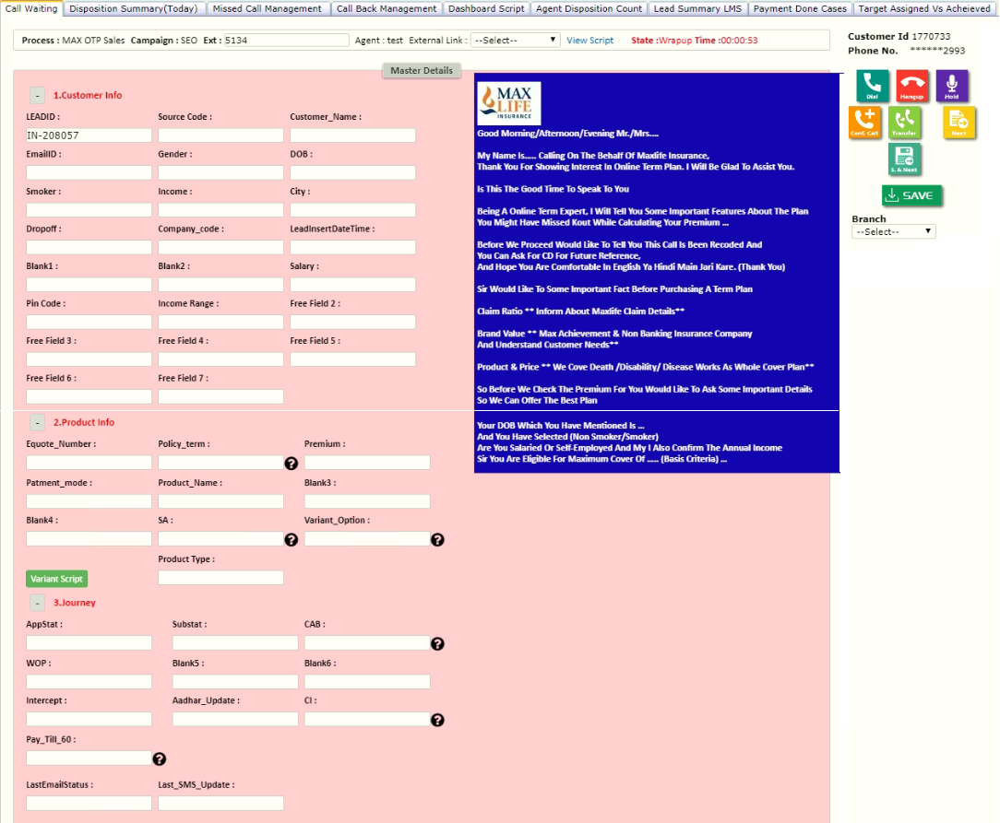 Call Waiting Disposition Summary(Today) Missed Call Management Call Back Management Dashboard Script Agent Disposition Count Lead Summary LMS Payment Done Cases Target Assigned Vs Acheieved
Process : MAX OTP Sales Campaign : SEO Ext : 5134 Agent : test External Link : --Select-- View Script State :Wrapup Time :00:00:53
Customer Id 1770733
Phone No. ******2993
Dial Hangup Hold
Conf. Call Transfer Next
S. & Next
SAVE
Branch
--Select--
Master Details
- 1.Customer Info
LEADID : Source Code : Customer_Name :
IN-208057
EmailID : Gender : DOB :
Smoker : Income : City :
Dropoff : Company_code : LeadInsertDateTime :
Blank1 : Blank2 : Salary :
Pin Code : Income Range : Free Field 2 :
Free Field 3 : Free Field 4 : Free Field 5 :
Free Field 6 : Free Field 7 :
- 2.Product Info
Equote_Number : Policy_term : Premium :
?
Patment_mode : Product_Name : Blank3 :
Blank4 : SA : Variant_Option :
? ?
Product Type :
Variant Script
- 3.Journey
AppStat : Substat : CAB :
?
WOP : Blank5 : Blank6 :
Intercept : Aadhar_Update : CI :
?
Pay_Till_60 :
?
LastEmailStatus : Last_SMS_Update :
MAX
LIFE
INSURANCE
Good Morning/Afternoon/Evening Mr./Mrs....
My Name Is..... Calling On The Behalf Of Maxlife Insurance,
Thank You For Showing Interest In Online Term Plan. I Will Be Glad To Assist You.
Is This The Good Time To Speak To You
Being A Online Term Expert, I Will Tell You Some Important Features About The Plan
You Might Have Missed Kout While Calculating Your Premium ...
Before We Proceed Would Like To Tell You This Call Is Been Recoded And
You Can Ask For CD For Future Reference,
And Hope You Are Comfortable In English Ya Hindi Main Jari Kare. (Thank You)
Sir Would Like To Some Important Fact Before Purchasing A Term Plan
Claim Ratio ** Inform About Maxlife Claim Details**
Brand Value ** Max Achievement & Non Banking Insurance Company
And Understand Customer Needs**
Product & Price ** We Cove Death /Disability/ Disease Works As Whole Cover Plan**
So Before We Check The Premium For You Would Like To Ask Some Important Details
So We Can Offer The Best Plan
Your DOB Which You Have Mentioned Is ...
And You Have Selected (Non Smoker/Smoker)
Are You Salaried Or Self-Employed And My I Also Confirm The Annual Income
Sir You Are Eligible For Maximum Cover Of ..... (Basis Criteria) ...